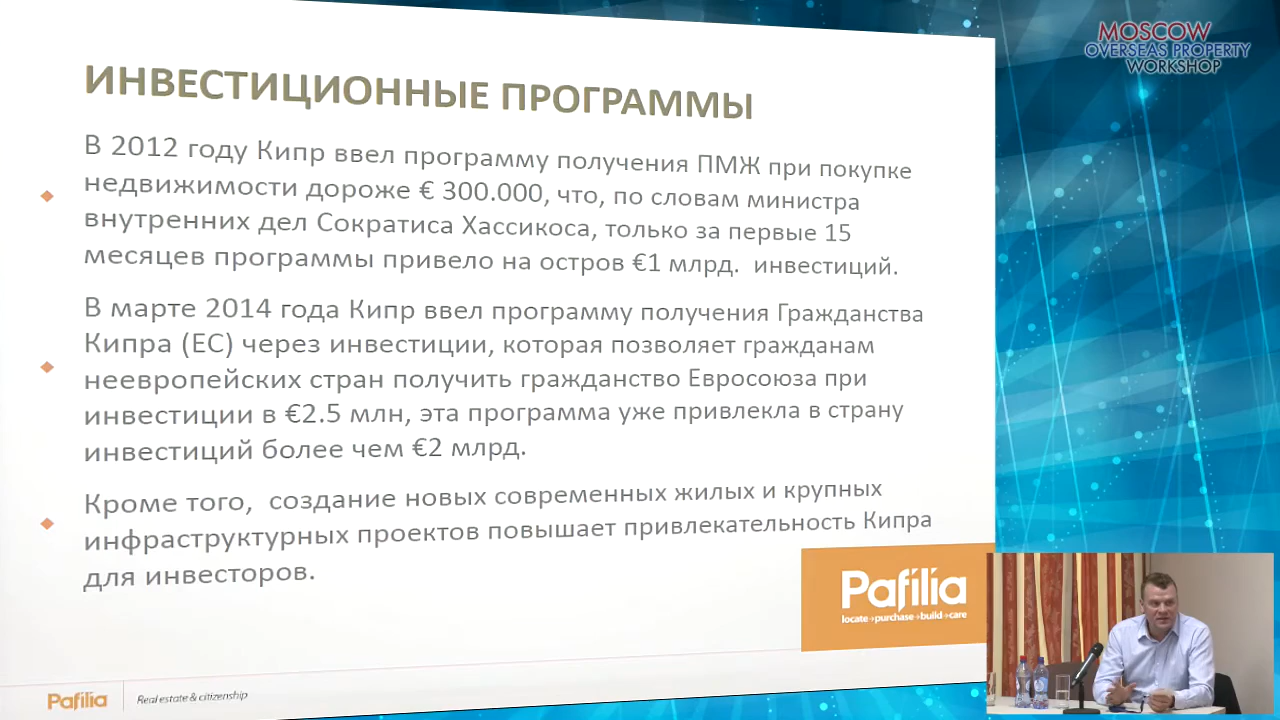 MOSCOW
OVERSEAS PROPERTY
WORKSHOP
ИНВЕСТИЦИОННЫЕ ПРОГРАММЫ
В 2012 году Кипр ввел программу получения ПМЖ при покупке
недвижимости дороже € 300.000, что, по словам министра
внутренних дел Сократиса Хассикоса, только за первые 15
месяцев программы привело на остров €1 млрд. инвестиций.
В марте 2014 года Кипр ввел программу получения Гражданства
Кипра (ЕС) через инвестиции, которая позволяет гражданам
неевропейских стран получить гражданство Евросоюза при
инвестиции в €2.5 млн, эта программа уже привлекла в страну
инвестиций более чем €2 млрд.
Кроме того, создание новых современных жилых и крупных
инфраструктурных проектов повышает привлекательность Кипра
для инвесторов.
Pafilia
locate→purchase→build→care
Pafilia
Real estate & citizenship